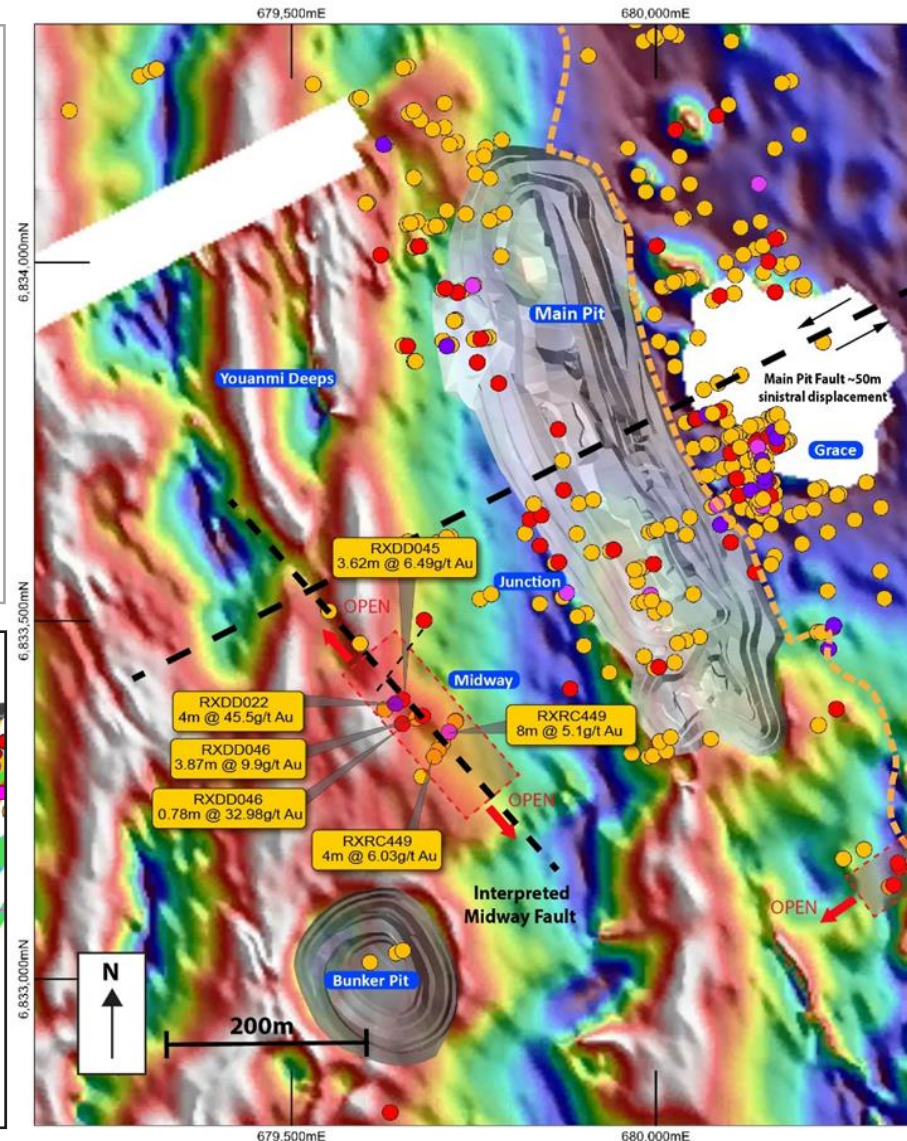 679,500mE
680,000mE
6,834,000mN
Main Pit
Youanmi Deeps
Main Pit Fault ~50m
sinistral displacement
Grace
RXDD045
3.62m @ 6.49g/t Au
Junction
OPEN
6,833,500mN
Midway
RXDD022
4m @ 45.5g/t Au
RXRC449
8m @ 5.1g/t Au
RXDD046
3.87m @ 9.9g/t Au
RXDD046
0.78m @ 32.98g/t Au
OPEN
RXRC449
4m @ 6.03g/t Au
Interpreted
Midway Fault
OPEN
N
Bunker Pit
6,833,000mN
200m
679,500mE
680,000mE